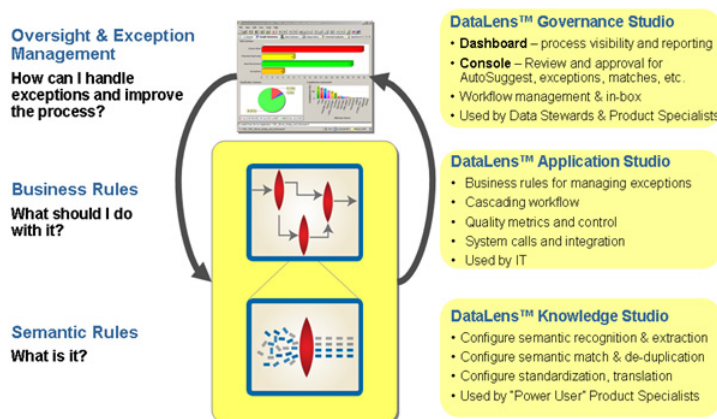 Oversight & Exception
Management
How can I handle
exceptions and improve
the process?
Business Rules
What should I do
with it?
Semantic Rules
What is it?
DataLens™ Governance Studio
• Dashboard – process visibility and reporting
• Console – Review and approval for
AutoSuggest, exceptions, matches, etc.
• Workflow management & in-box
• Used by Data Stewards & Product Specialists
DataLens™ Application Studio
• Business rules for managing exceptions
• Cascading workflow
• Quality metrics and control
• System calls and integration
• Used by IT
DataLens™ Knowledge Studio
• Configure semantic recognition & extraction
• Configure semantic match & de-duplication
• Configure standardization, translation
• Used by "Power User" Product Specialists